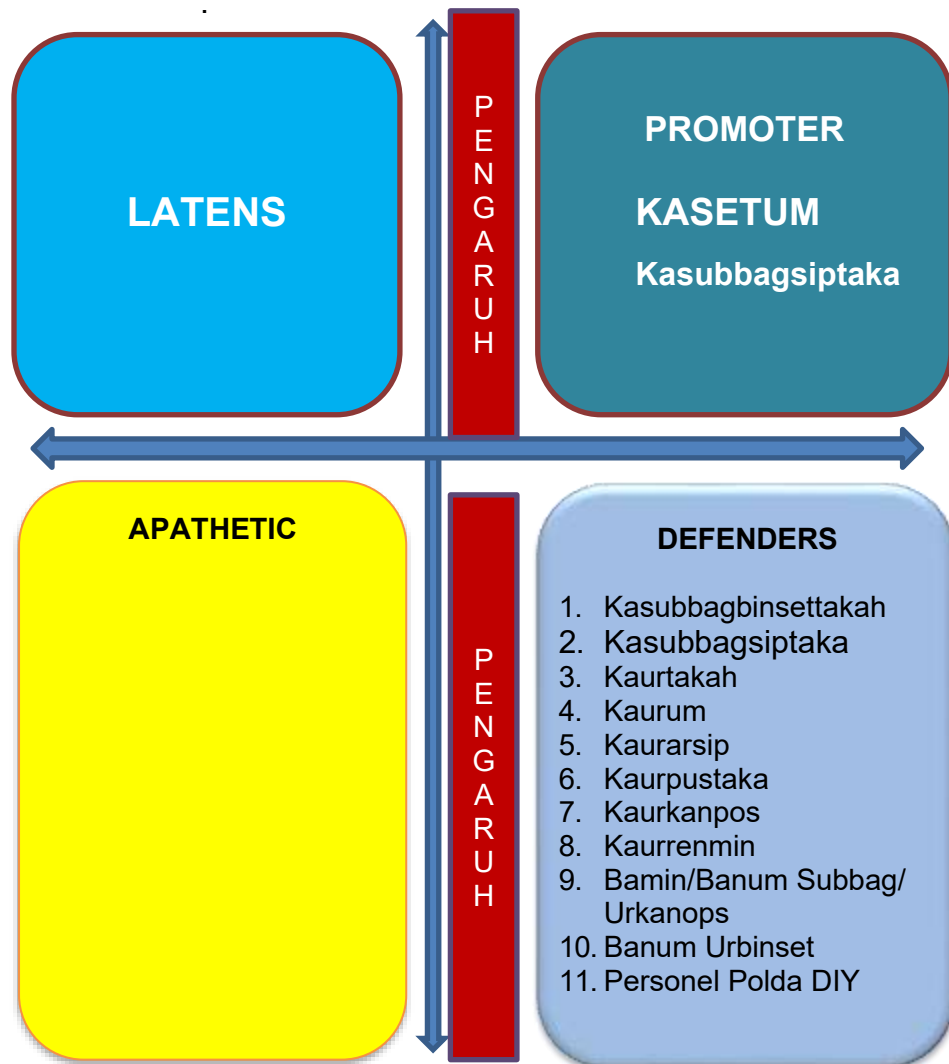 LATENS
PENGARUH
PROMOTER
KASETUM
Kasubbagsiptaka
APATHETIC
PENGARUH
DEFENDERS
1. Kasubbagbinsettakah
2. Kasubbagsiptaka
3. Kaurtakah
4. Kaurum
5. Kaurarsip
6. Kaurpustaka
7. Kaurkanpos
8. Kaurrenmin
9. Bamin/Banum Subbag/
Urkanops
10. Banum Urbinset
11. Personel Polda DIY